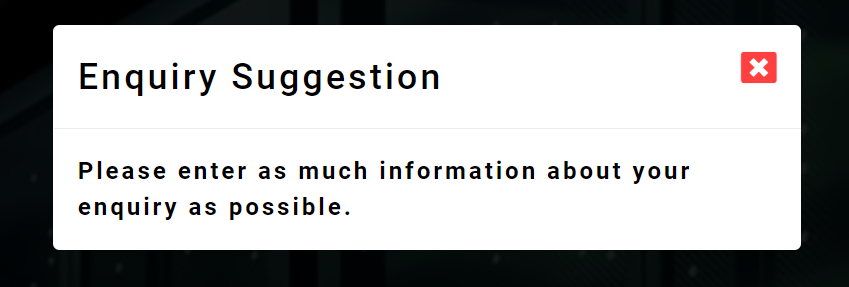 Enquiry Suggestion
Please enter as much information about your
enquiry as possible.